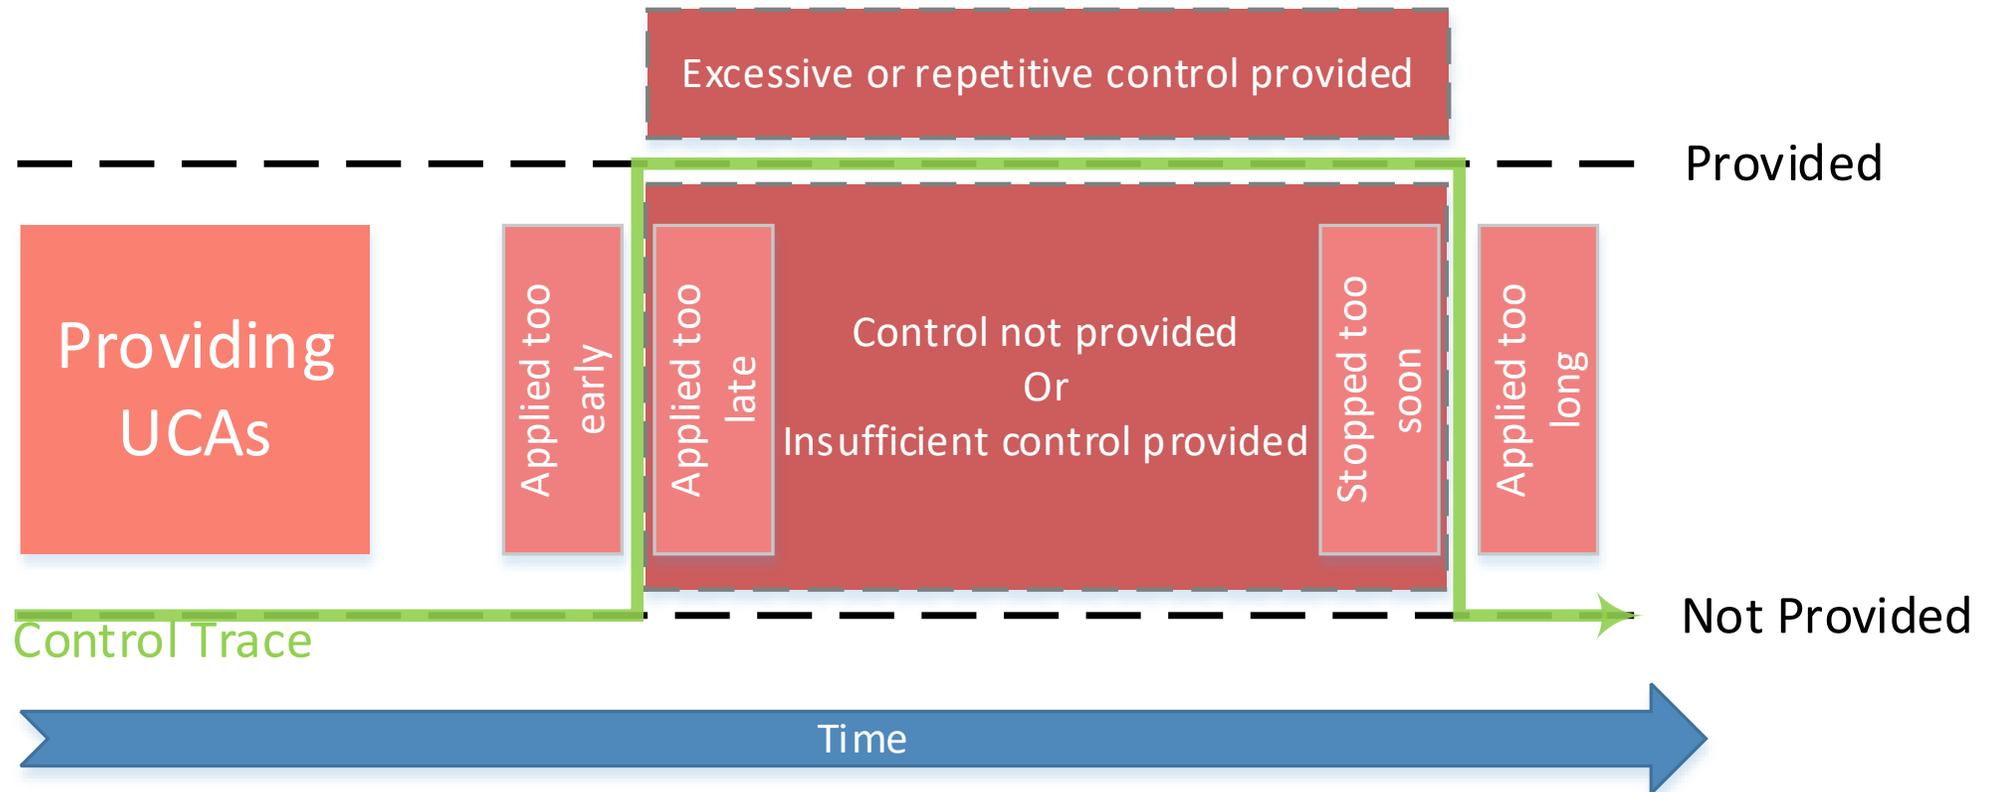 Excessive or repetitive control provided
Provided
Providing
UCAs
Applied too
early
Applied too
late
Control not provided
Or
Insufficient control provided
Stopped too
soon
Applied too
long
Not Provided
Control Trace
Time